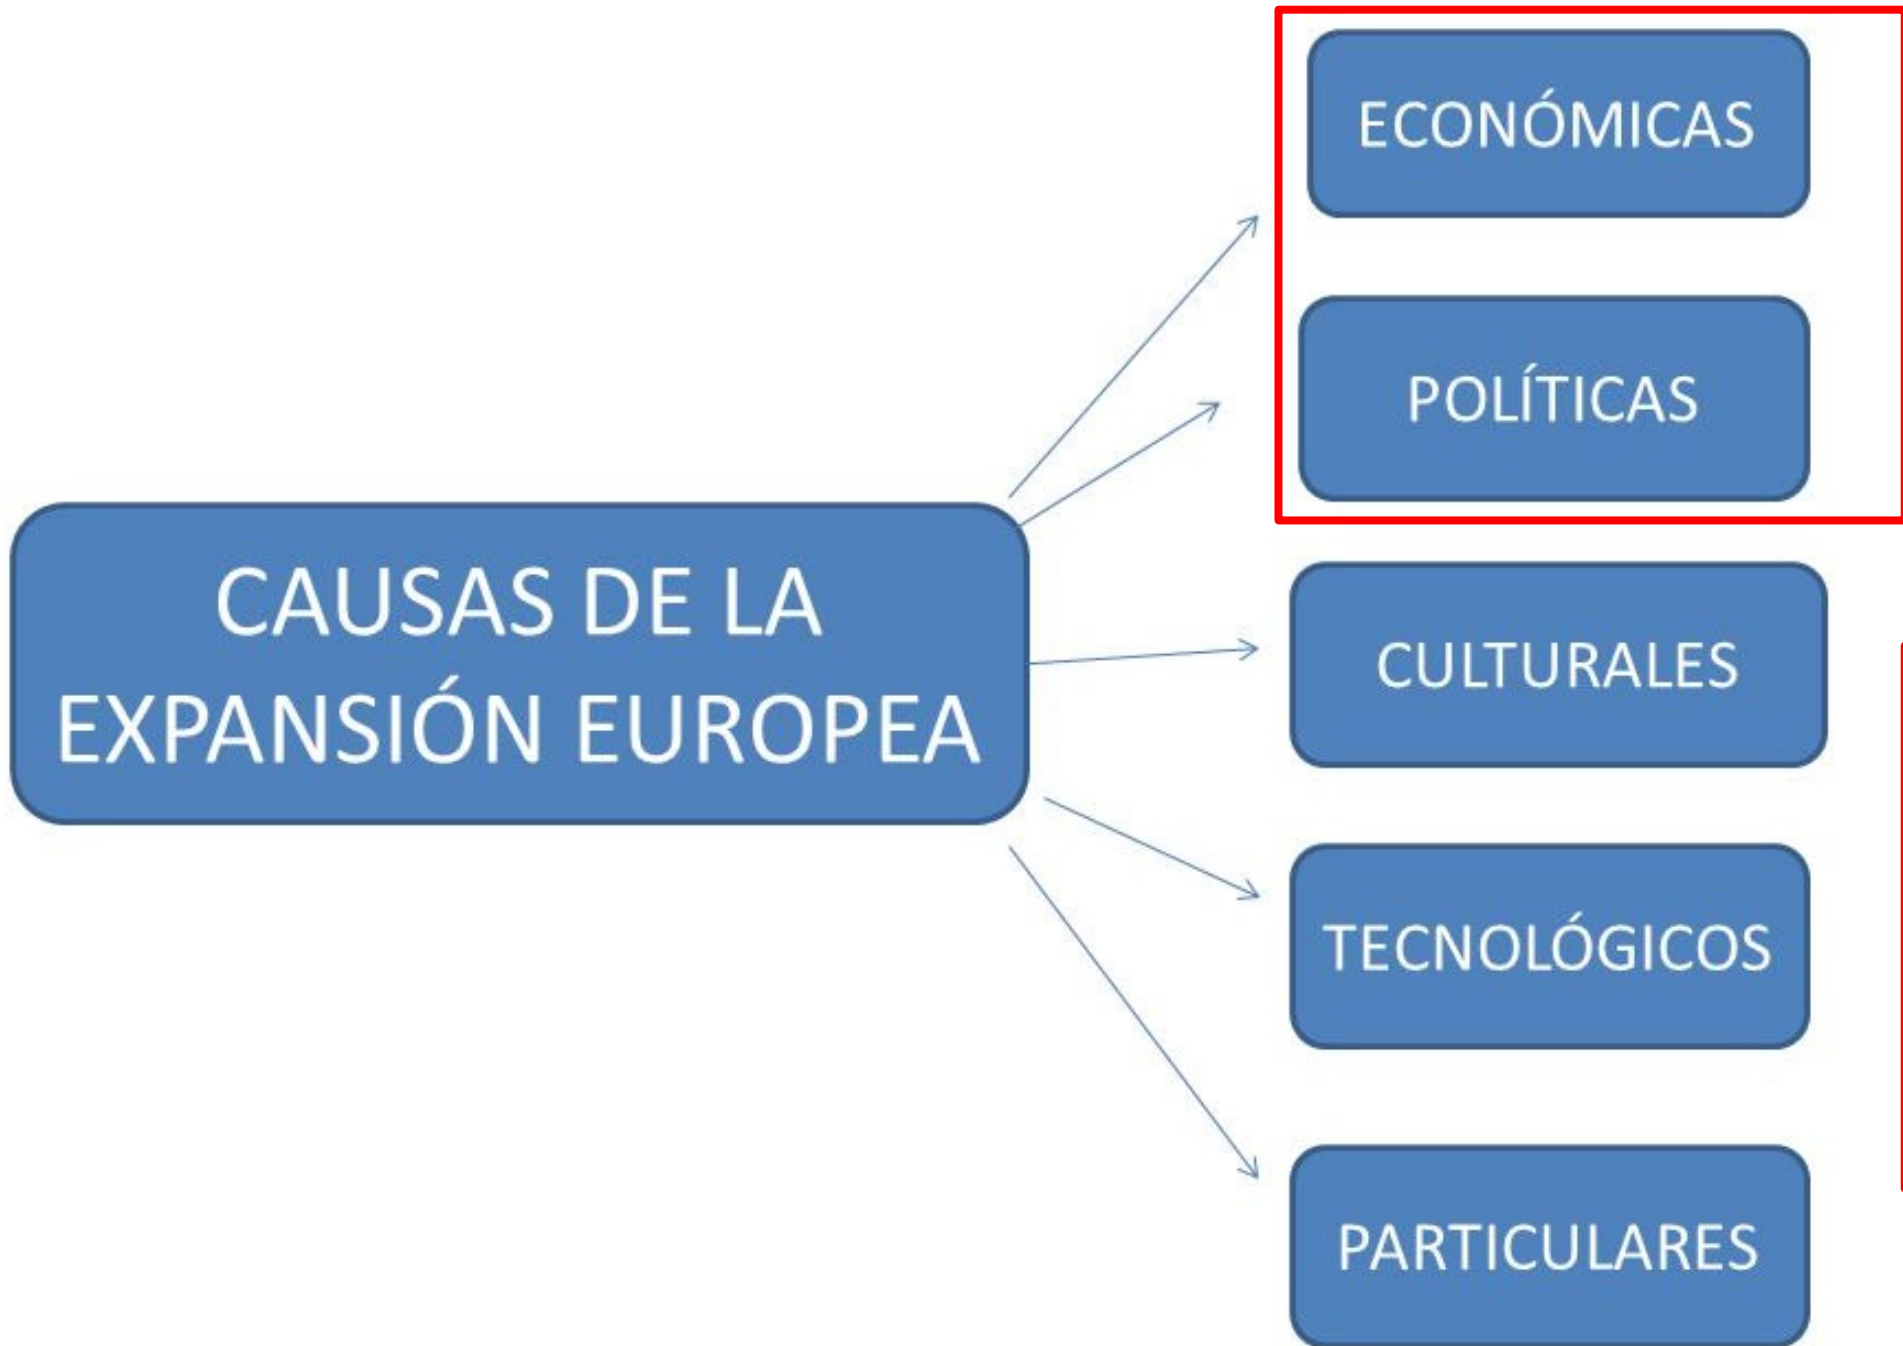 ECONÓMICAS
POLÍTICAS
CAUSAS DE LA
EXPANSIÓN EUROPEA
CULTURALES
TECNOLÓGICOS
PARTICULARES